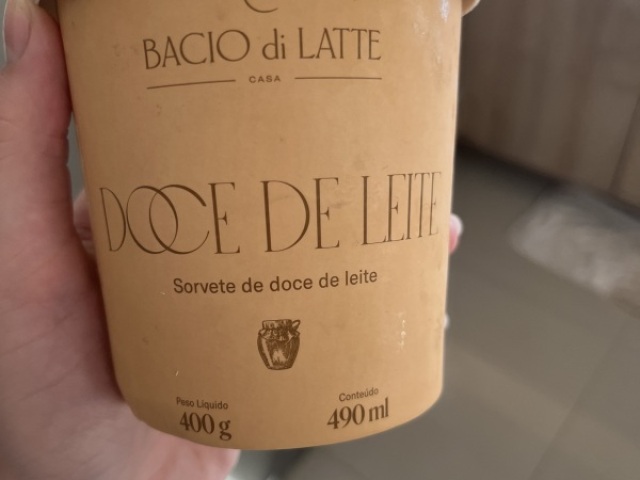 BACIO di LATTE
CASA
DOCE DE LEITE
Sorvete de doce de leite
Peso Líquido
400 g
Conteúdo
490 ml